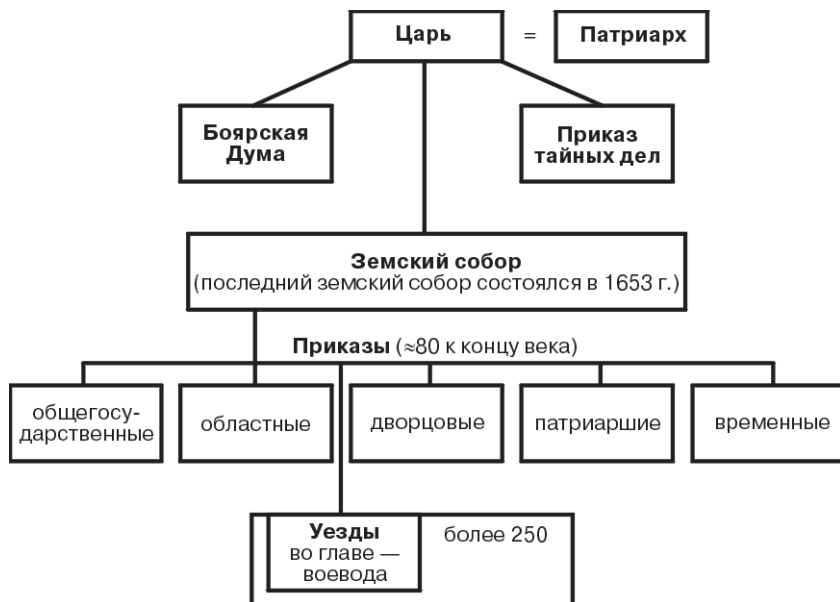 Царь = Патриарх
Боярская
Дума
Приказ
тайных дел
Земский собор
(последний земский собор состоялся в 1653 г.)
Приказы (≈80 к концу века)
общегосу-
дарственные
областные
дворцовые
патриаршие
временные
Уезды
во главе —
воевода
более 250